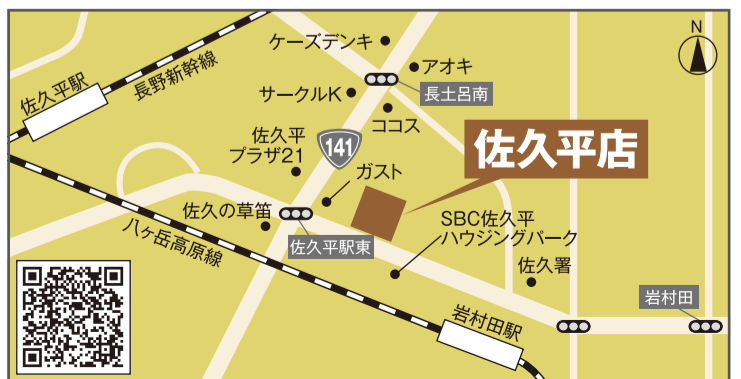 ケーズデンキ
N
アオキ
長野新幹線
佐久平駅
サークルK
長土呂南
ココス
佐久平
プラザ21
141
佐久平店
ガスト
佐久の草笛
SBC佐久平
ハウジングパーク
佐久平駅東
八ヶ岳高原線
佐久署
岩村田
岩村田駅